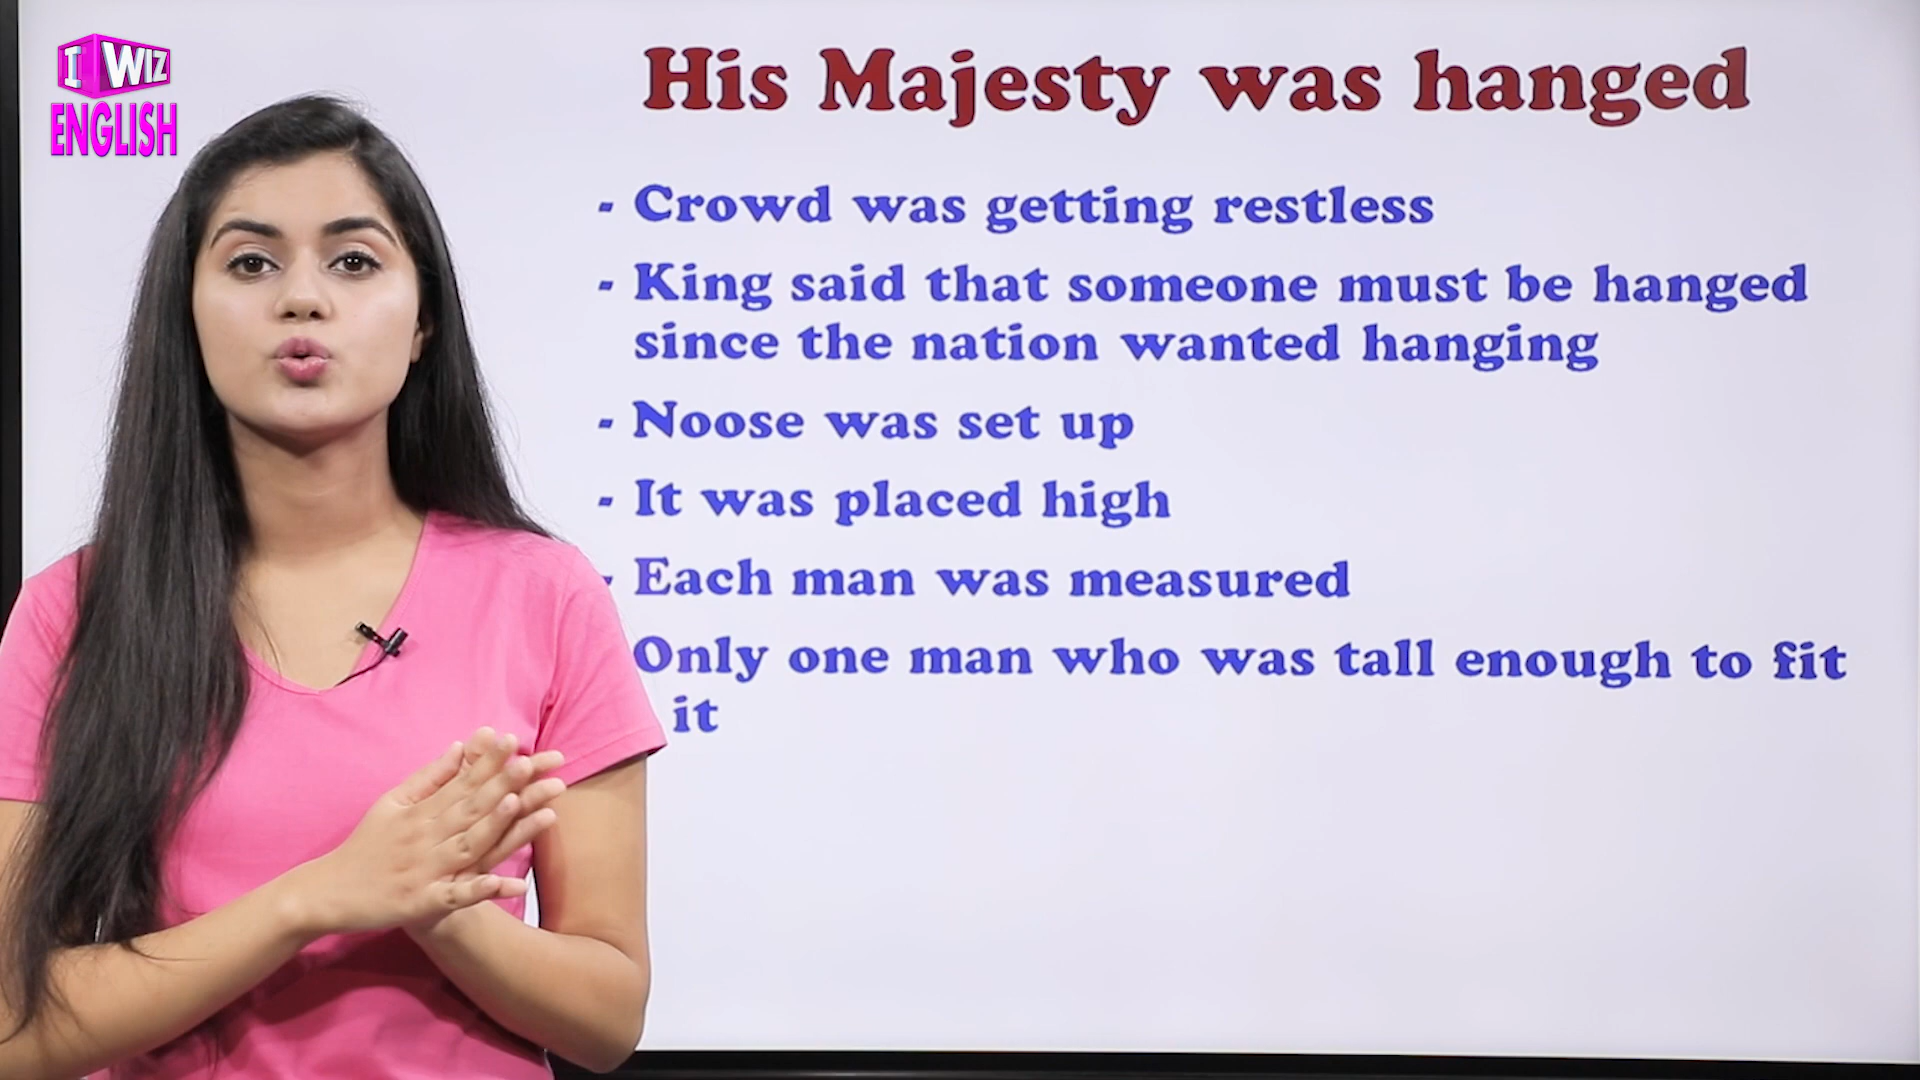 I WIZ
ENGLISH
His Majesty was hanged
- Crowd was getting restless
- King said that someone must be hanged
since the nation wanted hanging
- Noose was set up
- It was placed high
- Each man was measured
Only one man who was tall enough to fit
it